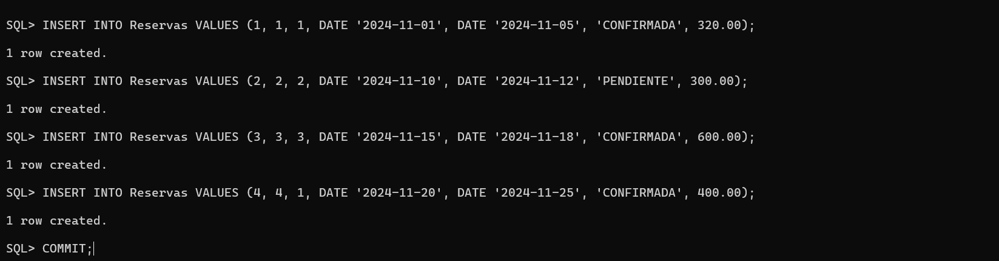 SQL> INSERT INTO Reservas VALUES (1, 1, 1, DATE '2024-11-01', DATE '2024-11-05', 'CONFIRMADA', 320.00);
1 row created.
SQL> INSERT INTO Reservas VALUES (2, 2, 2, DATE '2024-11-10', DATE '2024-11-12', 'PENDIENTE', 300.00);
1 row created.
SQL> INSERT INTO Reservas VALUES (3, 3, 3, DATE '2024-11-15', DATE '2024-11-18', 'CONFIRMADA', 600.00);
1 row created.
SQL> INSERT INTO Reservas VALUES (4, 4, 1, DATE '2024-11-20', DATE '2024-11-25', 'CONFIRMADA', 400.00);
1 row created.
SQL> COMMIT;